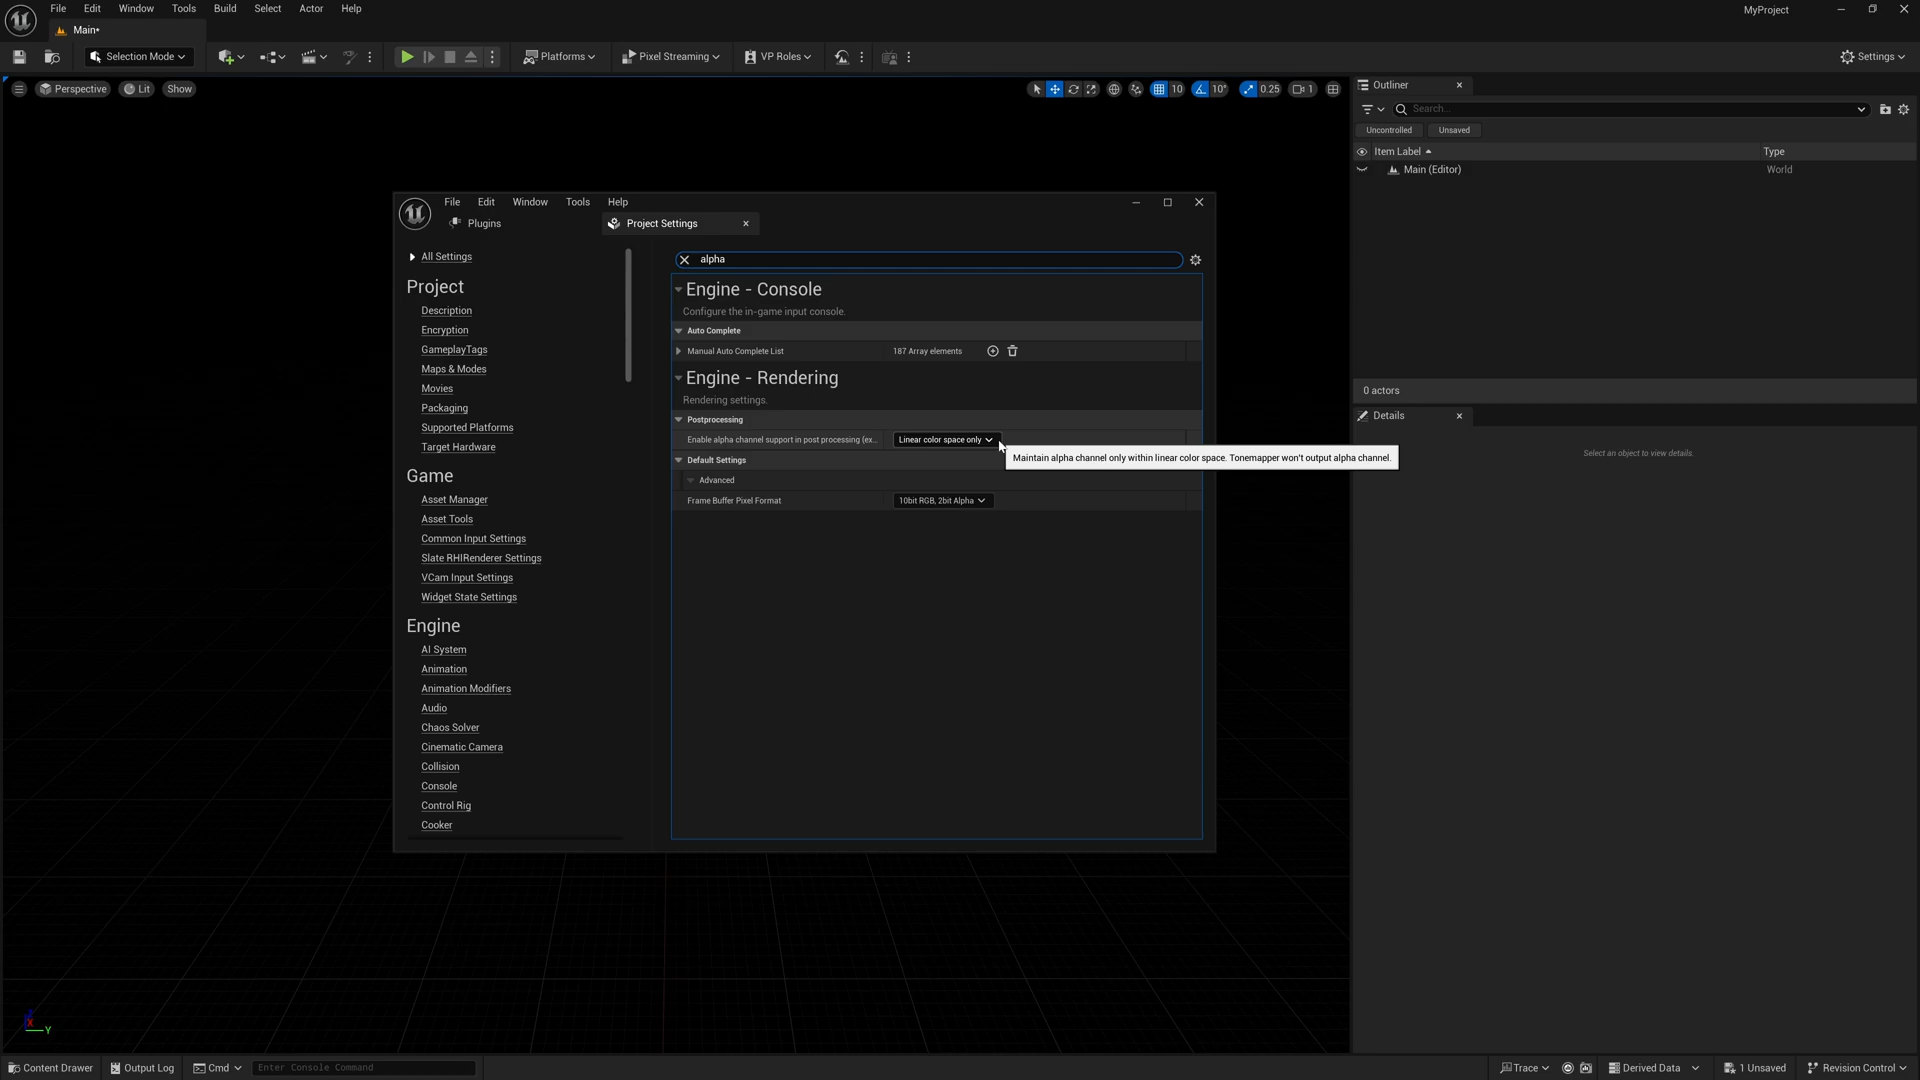 File Edit Window Tools Build Select Actor Help
MyProject
Main*
Selection Mode
Platforms
Pixel Streaming
VP Roles
Settings
Perspective
Lit
Show
10
10°
0.25
1
Outliner
Search...
Uncontrolled
Unsaved
Item Label
Type
Main (Editor)
World
0 actors
Details
Select an object to view details.
File Edit Window Tools Help
Plugins
Project Settings
All Settings
Project
Description
Encryption
GameplayTags
Maps & Modes
Movies
Packaging
Supported Platforms
Target Hardware
Game
Asset Manager
Asset Tools
Common Input Settings
Slate RHIRenderer Settings
VCam Input Settings
Widget State Settings
Engine
AI System
Animation
Animation Modifiers
Audio
Chaos Solver
Cinematic Camera
Collision
Console
Control Rig
Cooker
alpha
Engine - Console
Configure the in-game input console.
Auto Complete
Manual Auto Complete List
187 Array elements
Engine - Rendering
Rendering settings.
Postprocessing
Enable alpha channel support in post processing (ex...
Linear color space only
Maintain alpha channel only within linear color space. Tonemapper won't output alpha channel.
Default Settings
Advanced
Frame Buffer Pixel Format
10bit RGB, 2bit Alpha
X
Y
Content Drawer
Output Log
Cmd
Enter Console Command
Trace
Derived Data
1 Unsaved
Revision Control